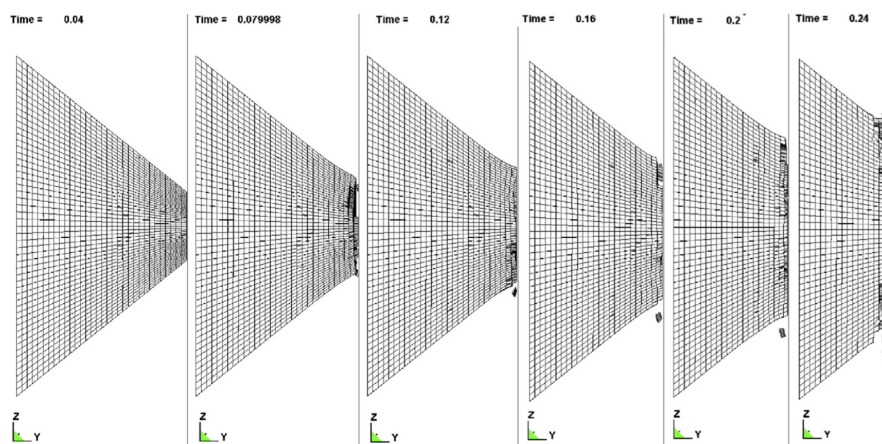 Time = 0.04
Time = 0.079998
Time = 0.12
Time = 0.16
Time = 0.2
Time = 0.24
Z
Y
Z
Y
Z
Y
Z
Y
Z
Y
Z
Y